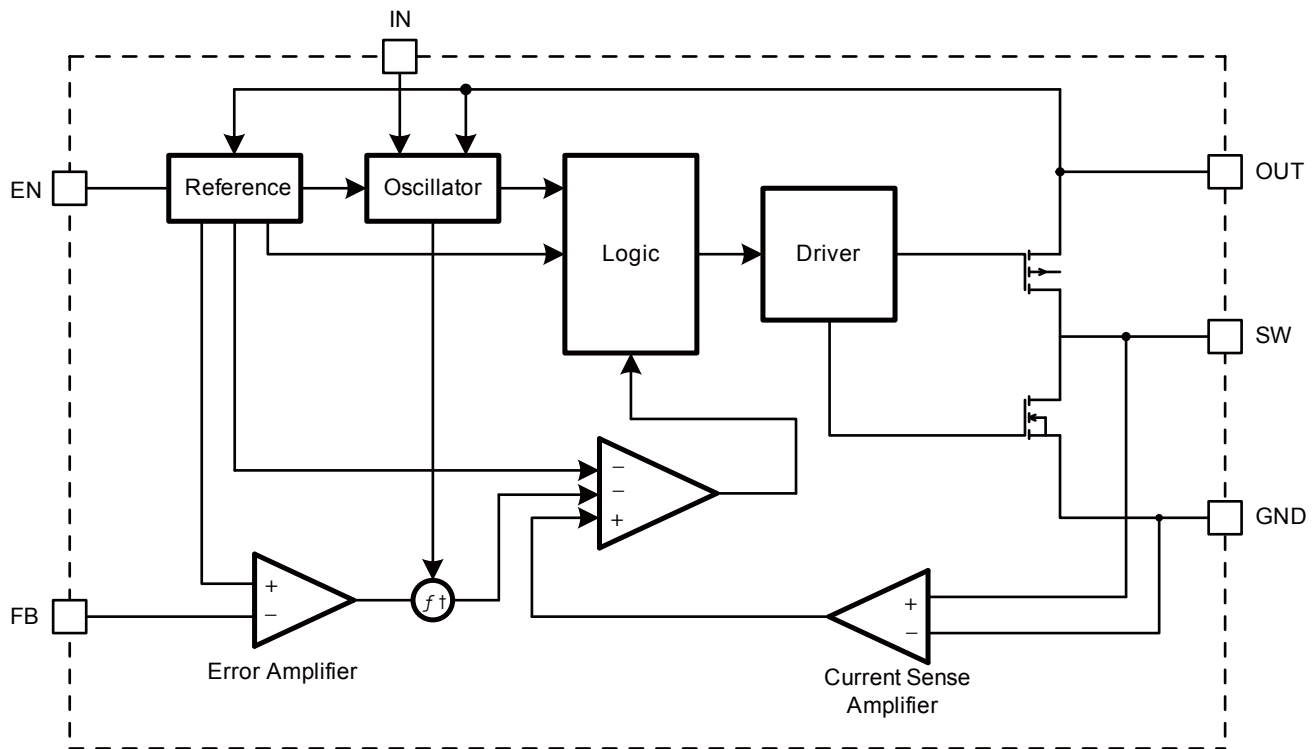 IN
EN
Reference
Oscillator
Logic
Driver
OUT
SW
GND
−
−
+
FB
+
−
ƒ†
Error Amplifier
+
−
Current Sense
Amplifier